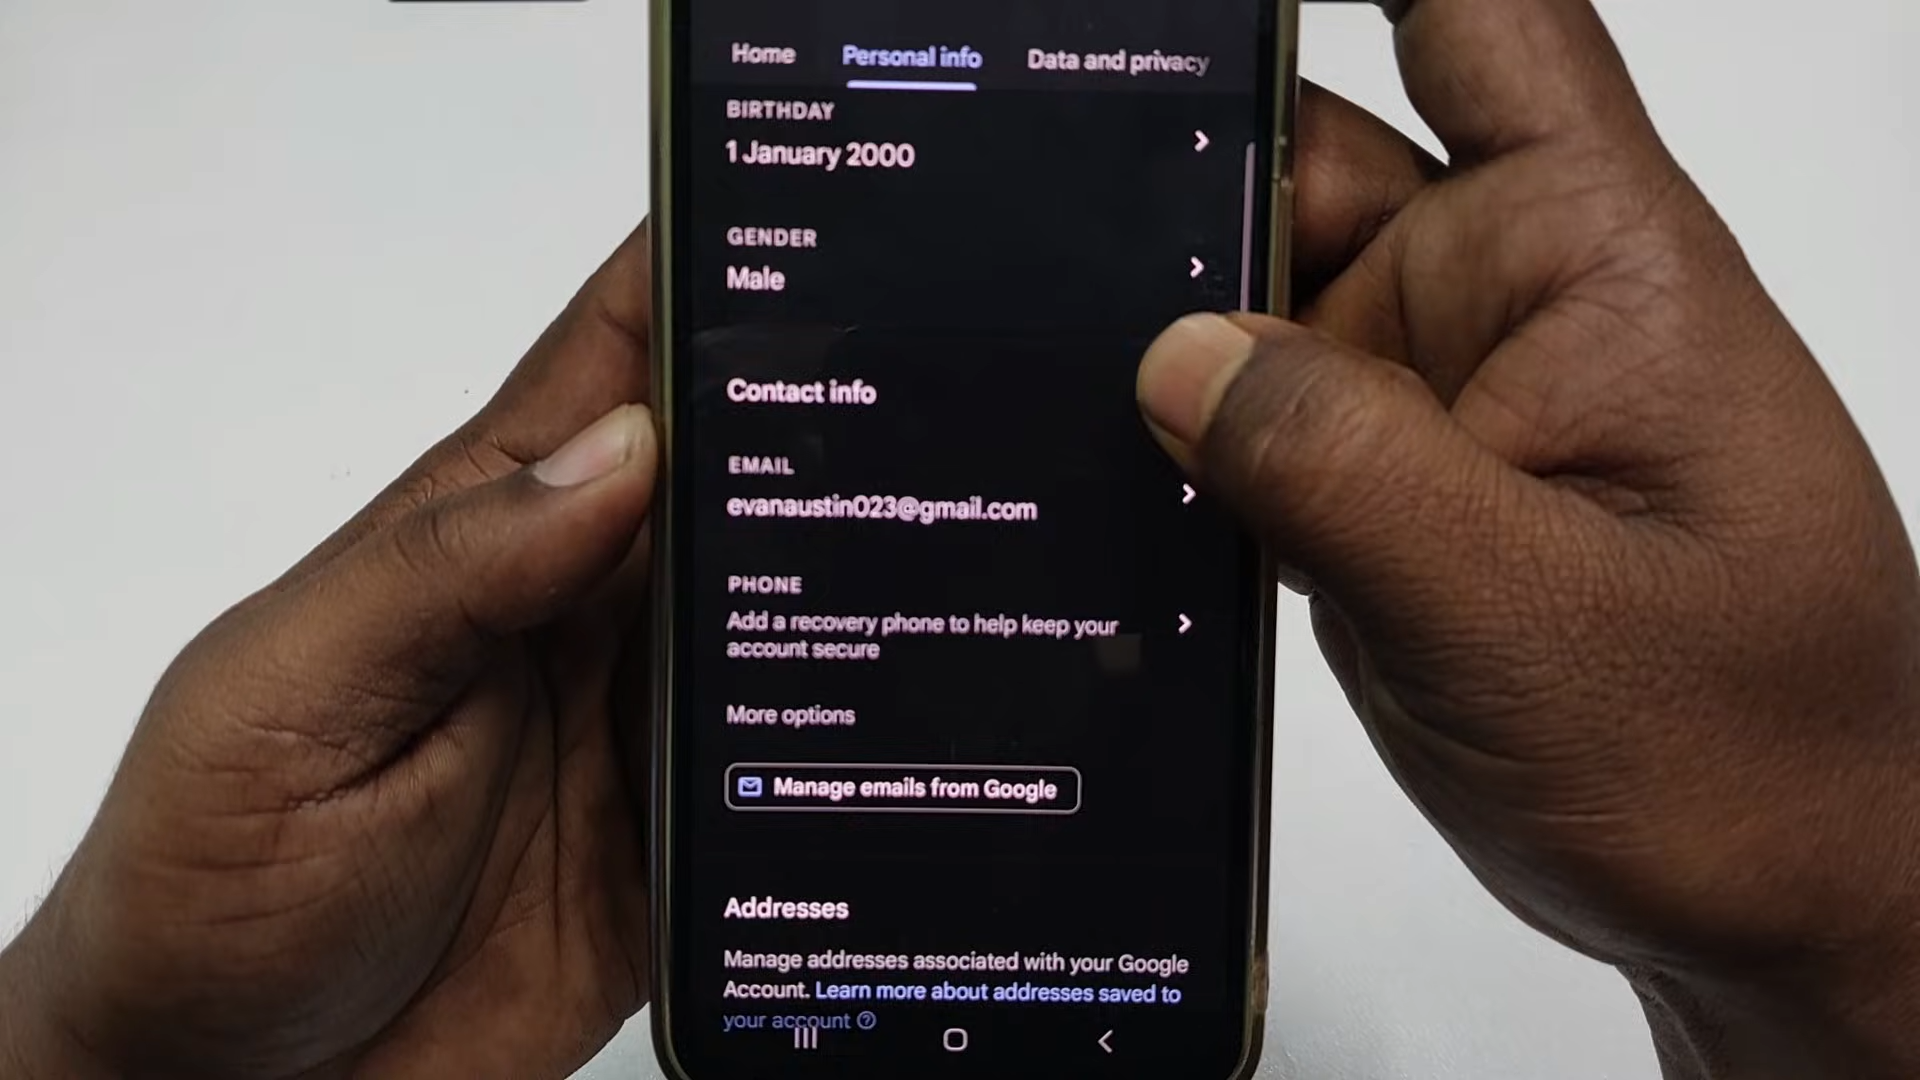 Home Personal info Data and privacy
BIRTHDAY
1 January 2000
GENDER
Male
Contact info
EMAIL
evanaustin023@gmail.com
PHONE
Add a recovery phone to help keep your
account secure
More options
Manage emails from Google
Addresses
Manage addresses associated with your Google
Account. Learn more about addresses saved to
your account